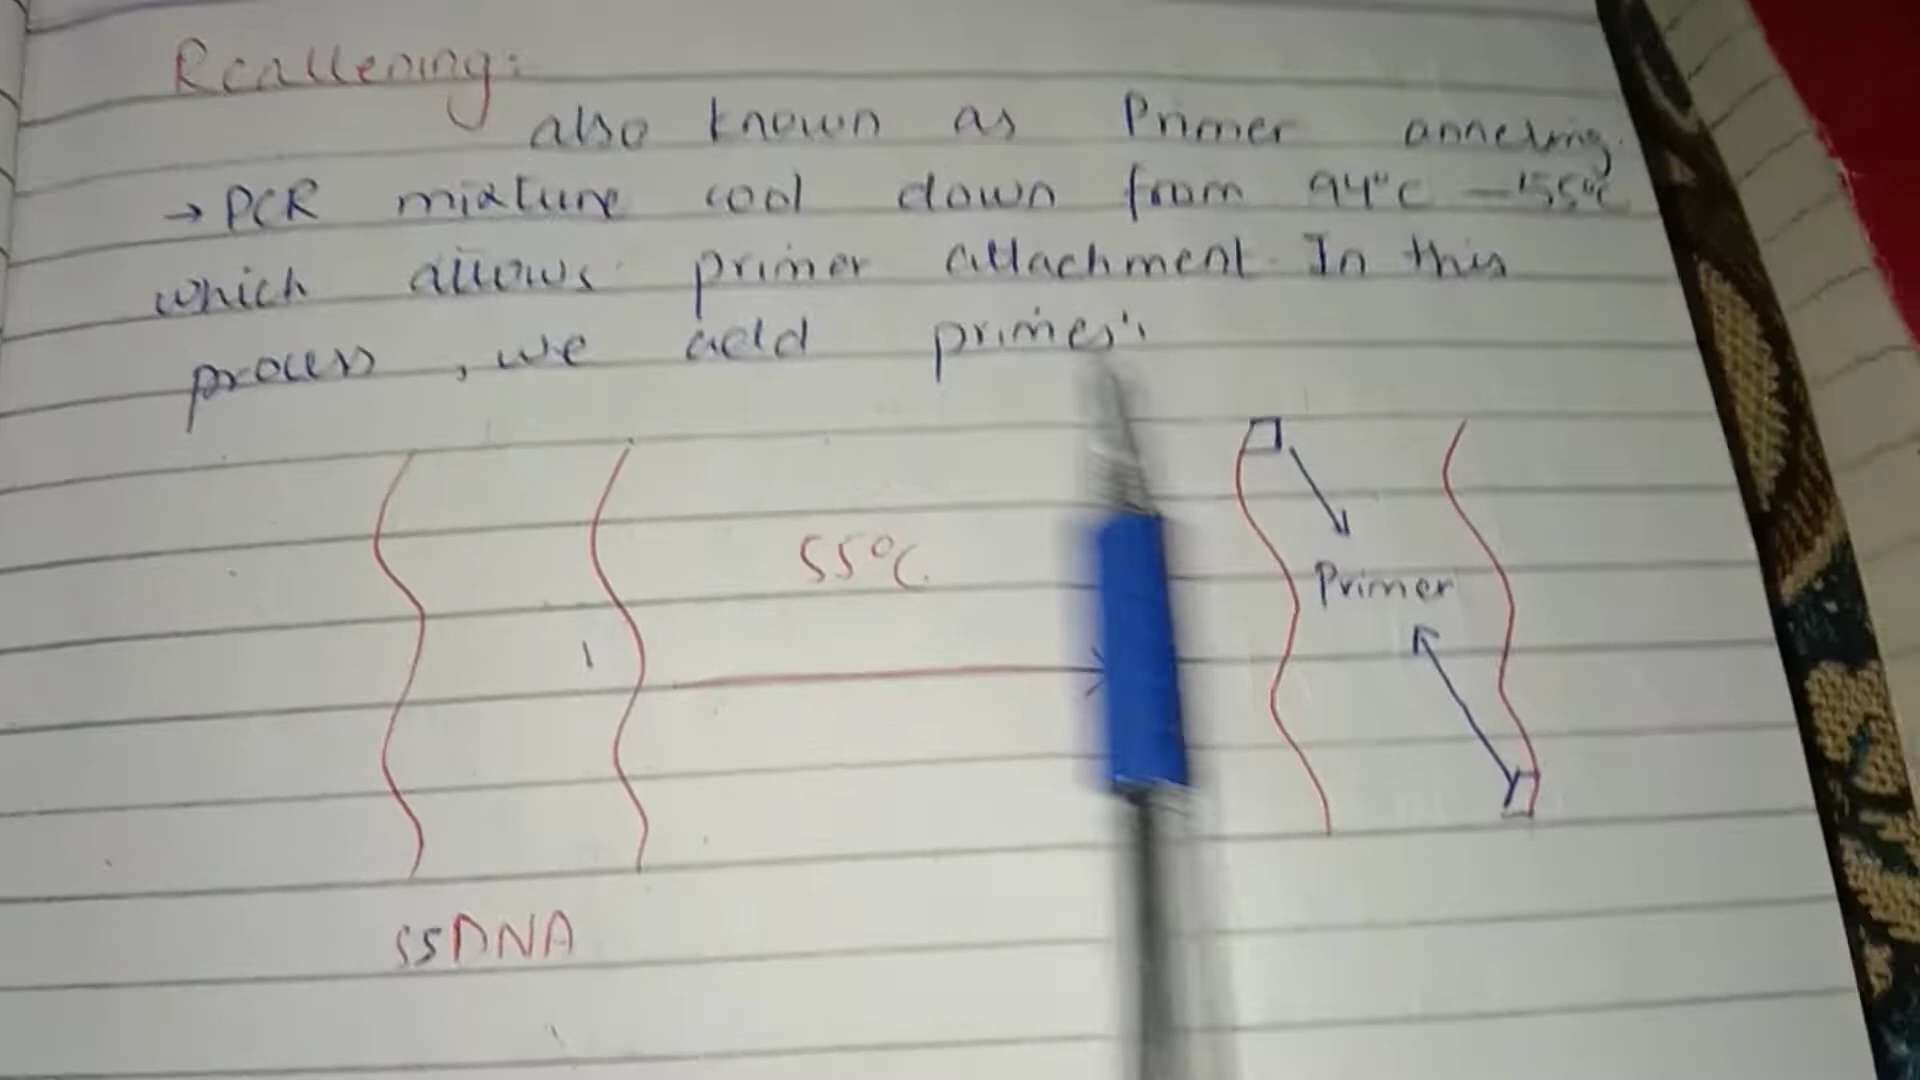 Reallening:
also known as Primer anneling.
→ PCR mixture cool down from 94°C – 55°C
which allows primer attachment. In this
process, we add primers.
55°C
Primer
ssDNA